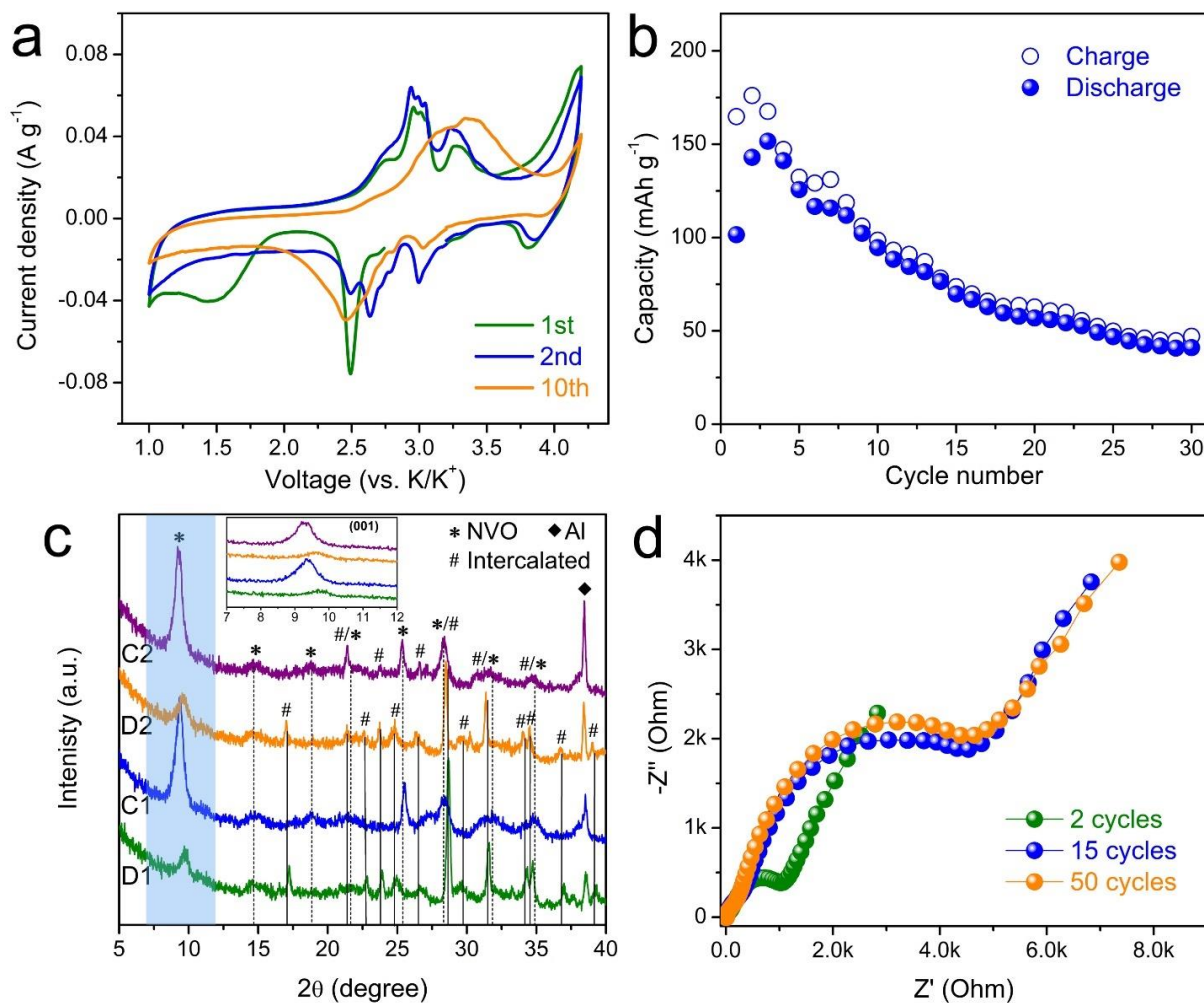 a
0.08
0.04
0.00
-0.04
-0.08
Current density (A g⁻¹)
1st
2nd
10th
1.0 1.5 2.0 2.5 3.0 3.5 4.0
Voltage (vs. K/K⁺)
b
200
150
100
50
0
Capacity (mAh g⁻¹)
Charge
Discharge
0 5 10 15 20 25 30
Cycle number
c
(001)
* NVO ◆ Al
# Intercalated
7 8 9 10 11 12
*
◆
C2
* * #/* # * # */# #/* #/*
D2
# # # # # # # # #
C1
D1
Intenisty (a.u.)
5 10 15 20 25 30 35 40
2θ (degree)
d
4k
3k
2k
1k
0
-Z'' (Ohm)
2 cycles
15 cycles
50 cycles
0.0 2.0k 4.0k 6.0k 8.0k
Z' (Ohm)